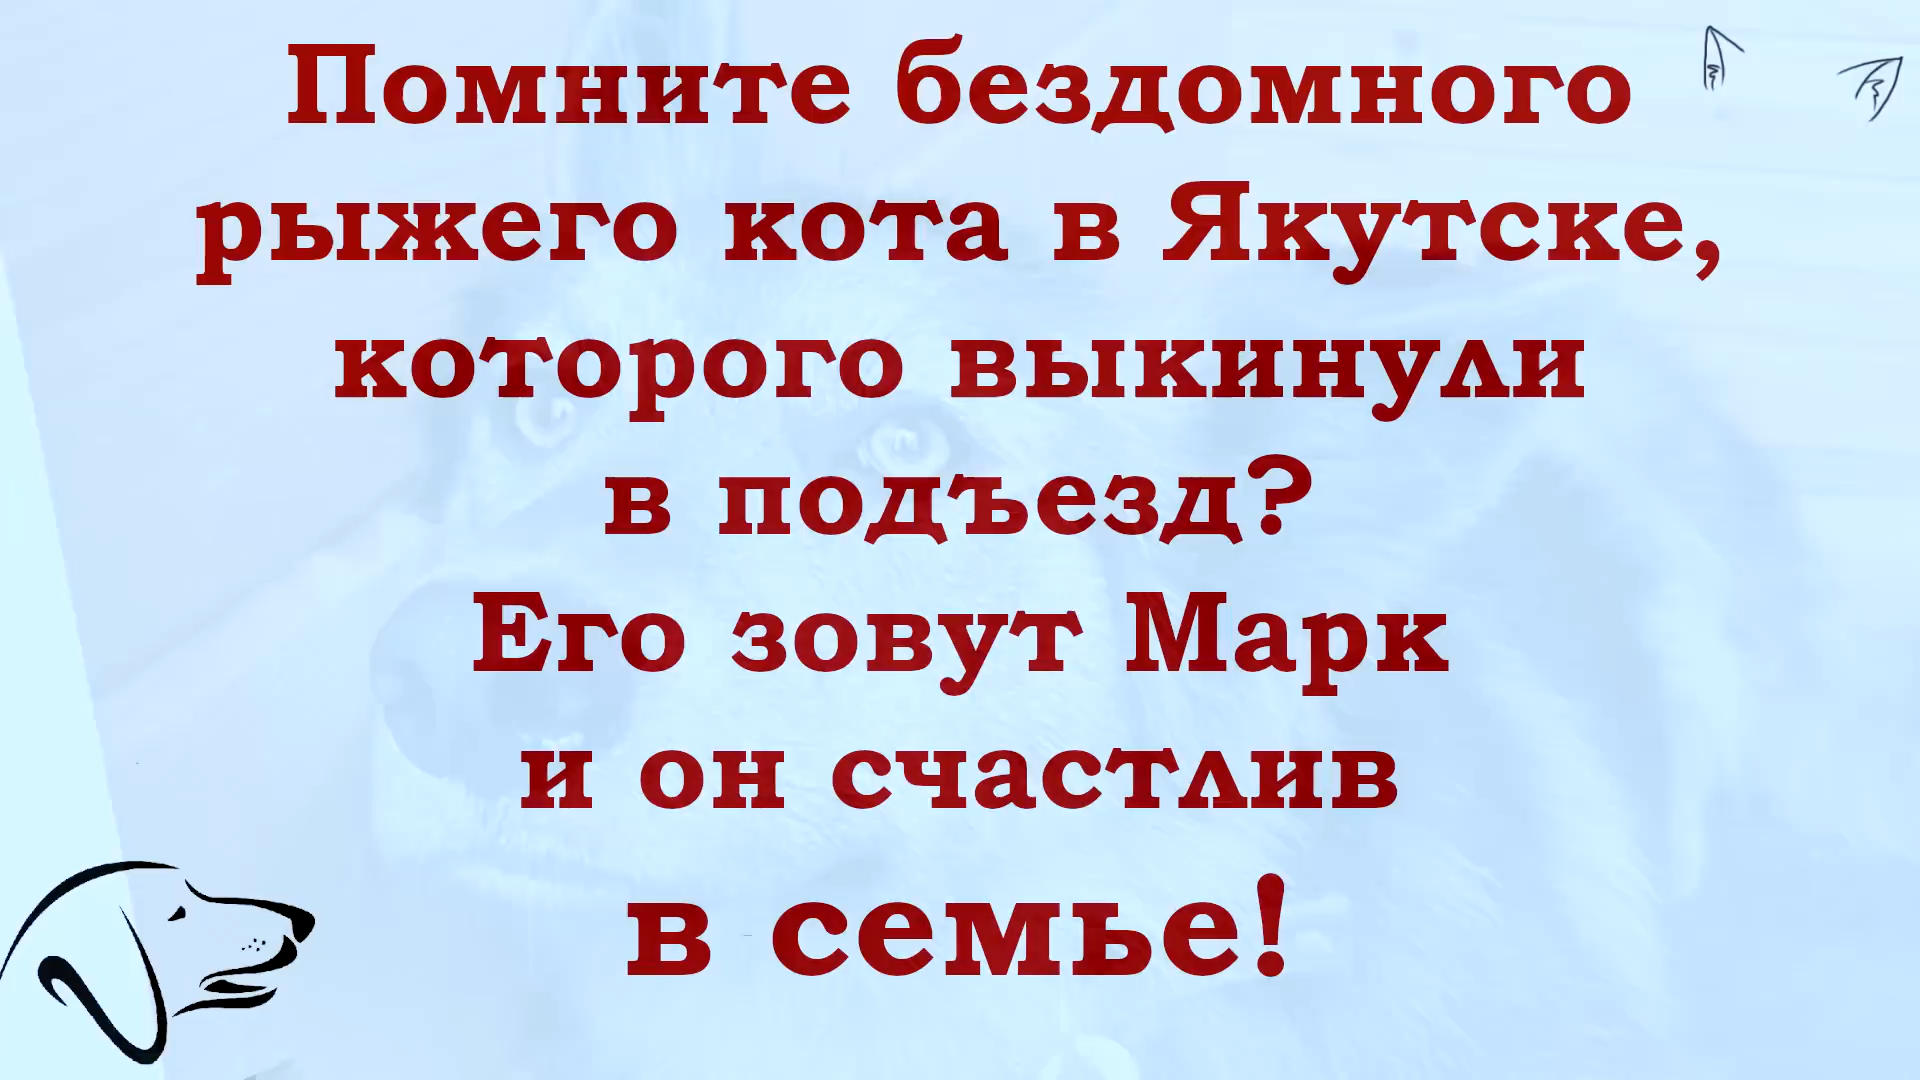 Помните бездомного
рыжего кота в Якутске,
которого выкинули
в подъезд?
Его зовут Марк
и он счастлив
в семье!